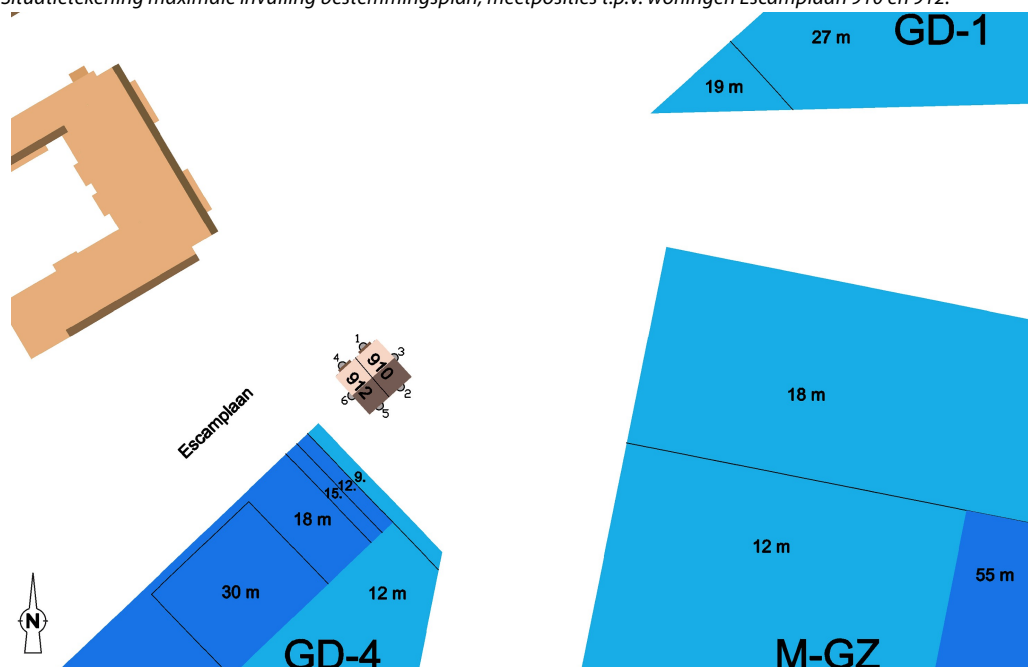 Situatietekening maximale invulling bestemmingsplan, meetposities t.p.v. woningen Escamplaan 910 en 912.
27 m
GD-1
19 m
1
3
4
910
912
2
6
5
Escamplaan
18 m
9.
12.
15.
18 m
12 m
55 m
30 m
12 m
N
GD-4
M-GZ